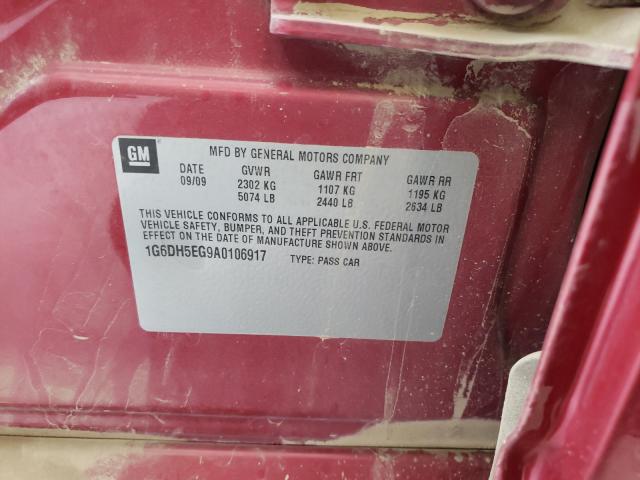 GM
MFD BY GENERAL MOTORS COMPANY
DATE GVWR GAWR FRT GAWR RR
09/09 2302 KG 1107 KG 1195 KG
5074 LB 2440 LB 2634 LB
THIS VEHICLE CONFORMS TO ALL APPLICABLE U.S. FEDERAL MOTOR
VEHICLE SAFETY, BUMPER, AND THEFT PREVENTION STANDARDS IN
EFFECT ON THE DATE OF MANUFACTURE SHOWN ABOVE.
1G6DH5EG9A0106917 TYPE: PASS CAR